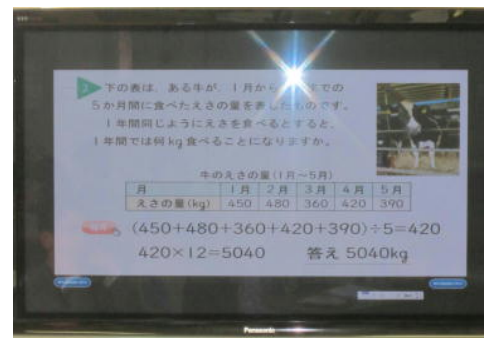 下の表は，ある牛が，1月から までの
5か月間に食べたえさの量を表したものです。
1年間同じようにえさを食べるとすると，
1年間では何kg食べることになりますか。
牛のえさの量(1月～5月)
月 1月 2月 3月 4月 5月
えさの量(kg) 450 480 360 420 390
(450+480+360+420+390)÷5=420
420×12=5040 答え 5040kg
Panasonic